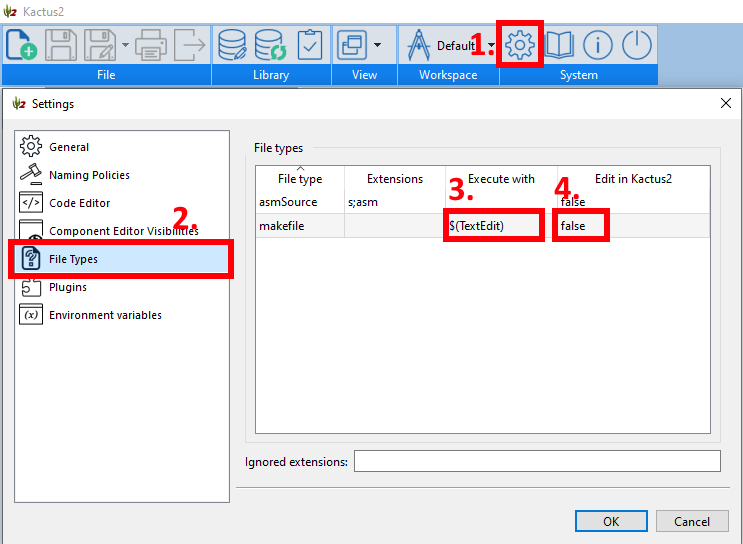 Kactus2
Default
1.
File
Library
View
Workspace
System
Settings
General
Naming Policies
Code Editor
Component Editor Visibilities
2.
File Types
Plugins
Environment variables
File types
File type Extensions Execute with Edit in Kactus2
3. 4.
asmSource s;asm false
makefile $(TextEdit) false
Ignored extensions:
OK Cancel